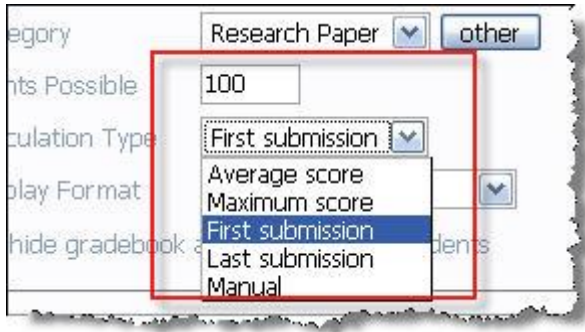 egory Research Paper other
nts Possible 100
culation Type First submission
play Format Average score
Maximum score
First submission
hide gradebook a dents
Last submission
Manual